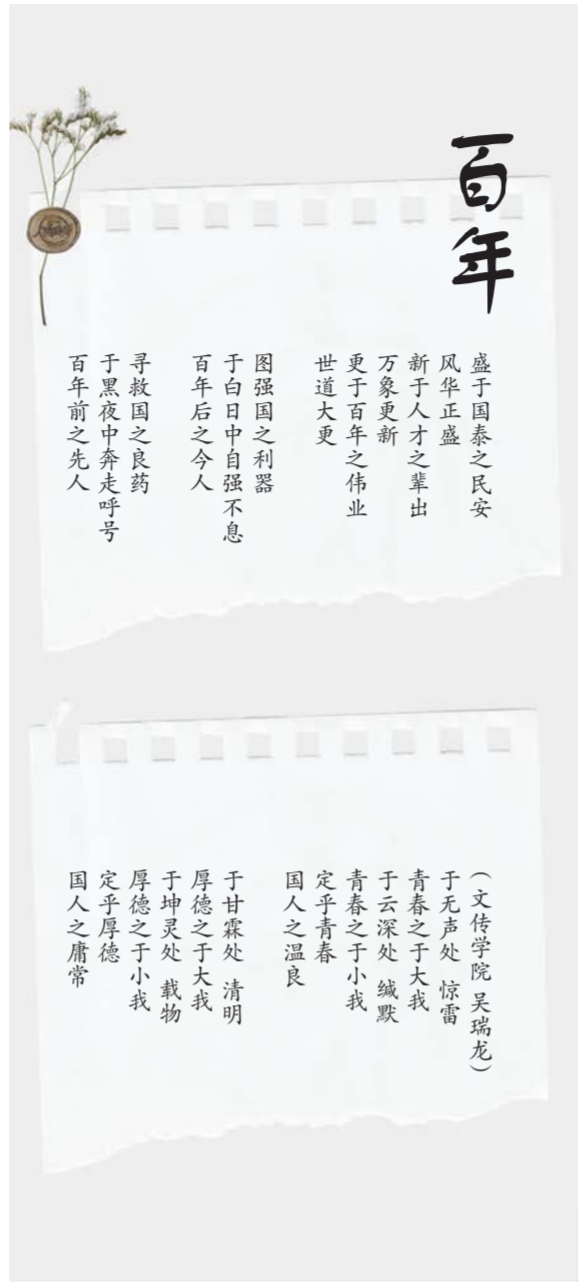 百年
百年前之先人
于黑夜中奔走呼号
寻救国之良药
百年后之今人
于白日中自强不息
图强国之利器
世道大更
更于百年之伟业
万象更新
新于人才之辈出
风华正盛
盛于国泰之民安
国人之庸常
定乎厚德
厚德之于小我
于坤灵处 载物
厚德之于大我
于甘霖处 清明
国人之温良
定乎青春
青春之于小我
于云深处 缄默
青春之于大我
于无声处 惊雷
（文传学院 吴瑞龙）